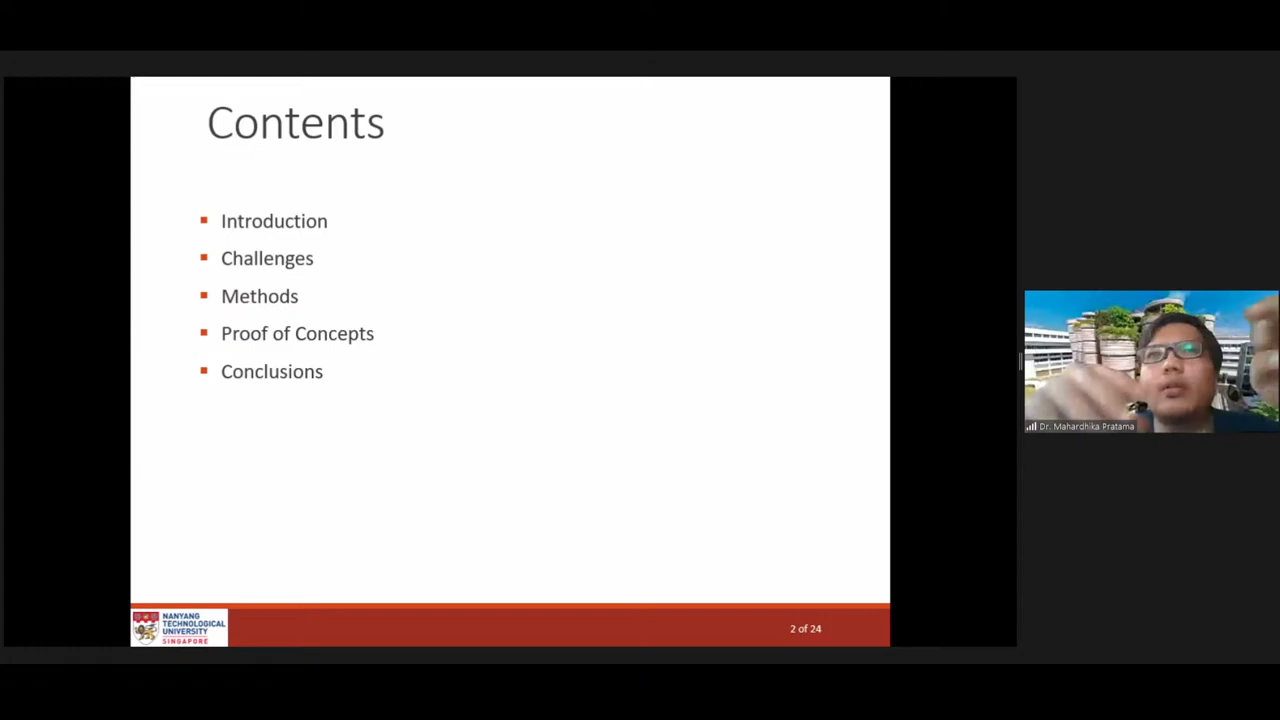 Contents
Introduction
Challenges
Methods
Proof of Concepts
Conclusions
NANYANG
TECHNOLOGICAL
UNIVERSITY
SINGAPORE
2 of 24
Dr. Mahardhika Pratama